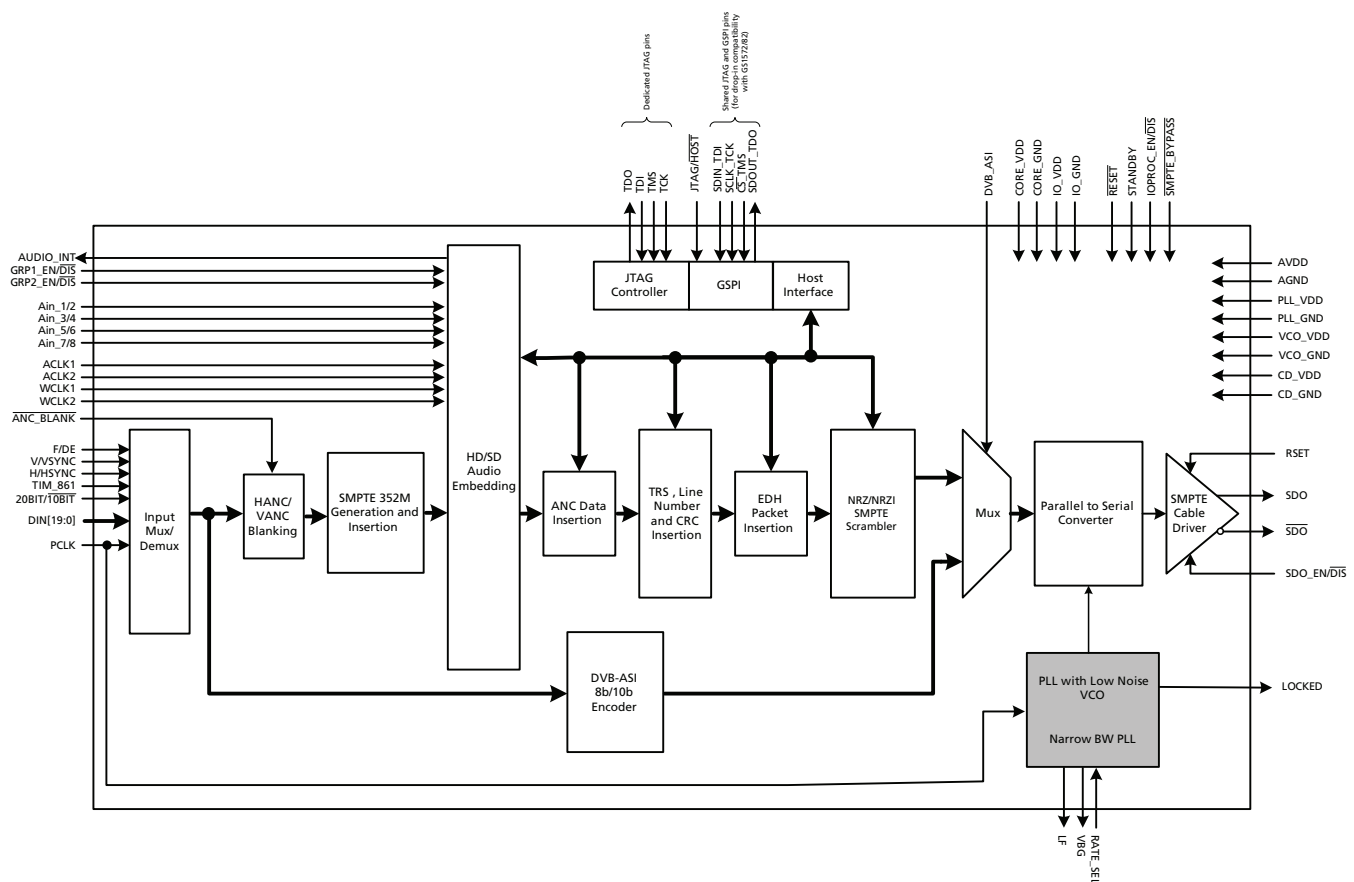 Dedicated JTAG pins
Shared JTAG and GSPI pins
(for drop-in compatibility
with GS1572/82)
TDO
TDI
TMS
TCK
JTAG/HOST
SDIN_TDI
SCLK_TCK
CS_TMS
SDOUT_TDO
DVB_ASI
CORE_VDD
CORE_GND
IO_VDD
IO_GND
RESET
STANDBY
IOPROC_EN/DIS
SMPTE_BYPASS
AUDIO_INT
GRP1_EN/DIS
GRP2_EN/DIS
Ain_1/2
Ain_3/4
Ain_5/6
Ain_7/8
ACLK1
ACLK2
WCLK1
WCLK2
ANC_BLANK
F/DE
V/VSYNC
H/HSYNC
TIM_861
20BIT/10BIT
DIN[19:0]
PCLK
JTAG
Controller
GSPI
Host
Interface
AVDD
AGND
PLL_VDD
PLL_GND
VCO_VDD
VCO_GND
CD_VDD
CD_GND
RSET
SDO
SDO
SDO_EN/DIS
LOCKED
Input
Mux/
Demux
HANC/
VANC
Blanking
SMPTE 352M
Generation and
Insertion
HD/SD
Audio
Embedding
ANC Data
Insertion
TRS , Line
Number
and CRC
Insertion
EDH
Packet
Insertion
NRZ/NRZI
SMPTE
Scrambler
Mux
Parallel to Serial
Converter
SMPTE
Cable
Driver
DVB-ASI
8b/10b
Encoder
PLL with Low Noise
VCO
Narrow BW PLL
LF
VBG
RATE_SEL